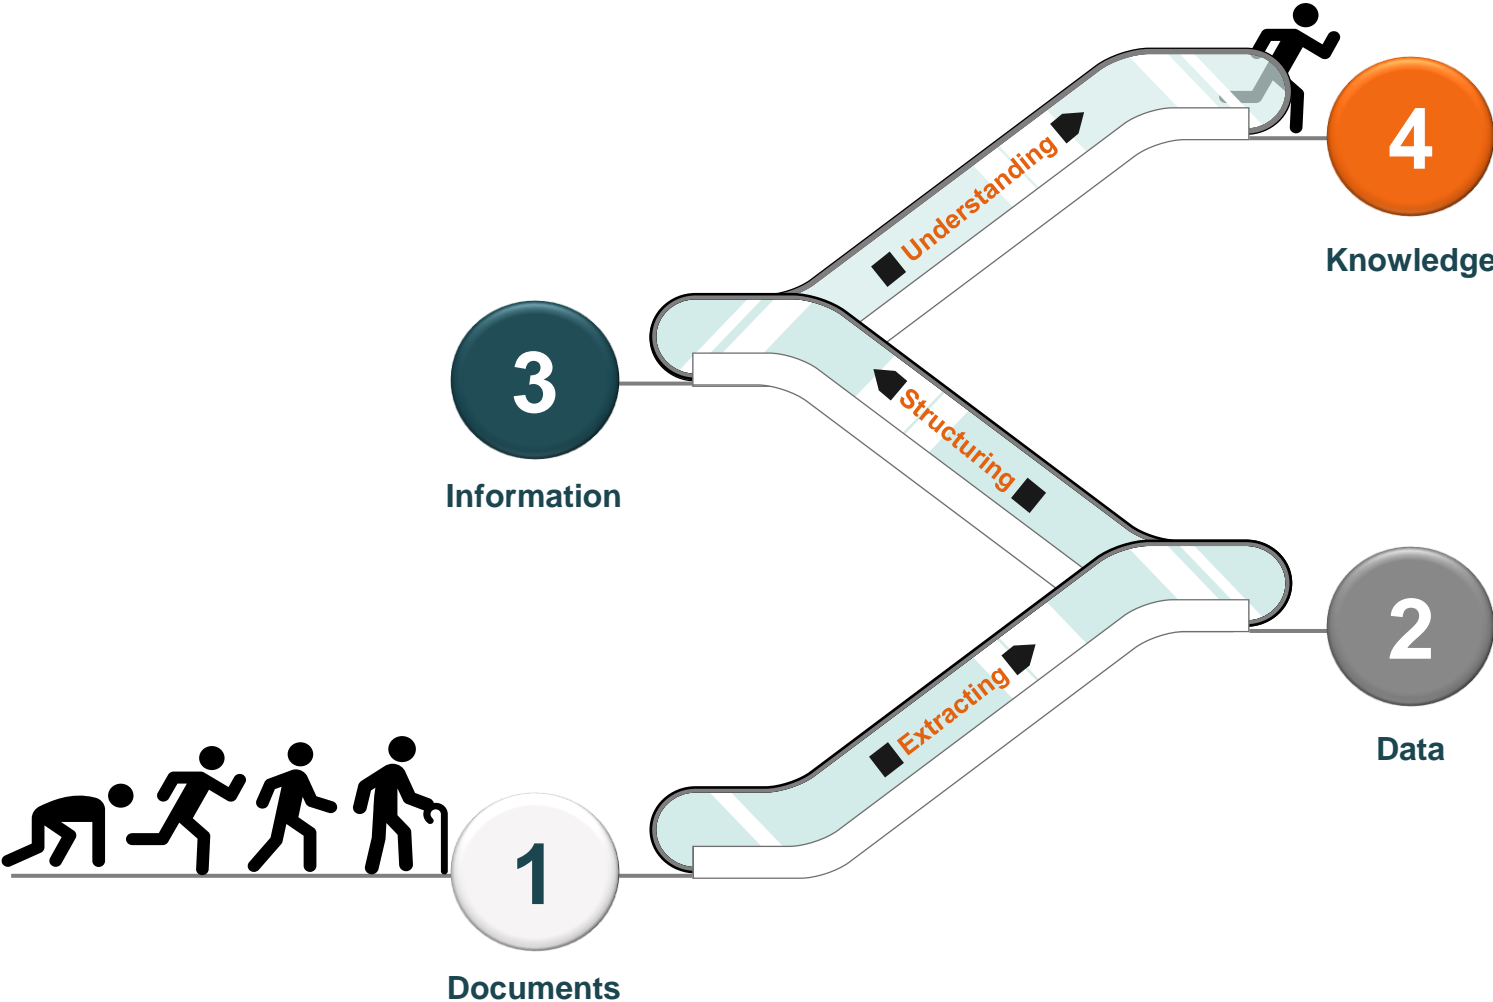 4
Knowledge
Understanding
3
Information
Structuring
2
Data
Extracting
1
Documents